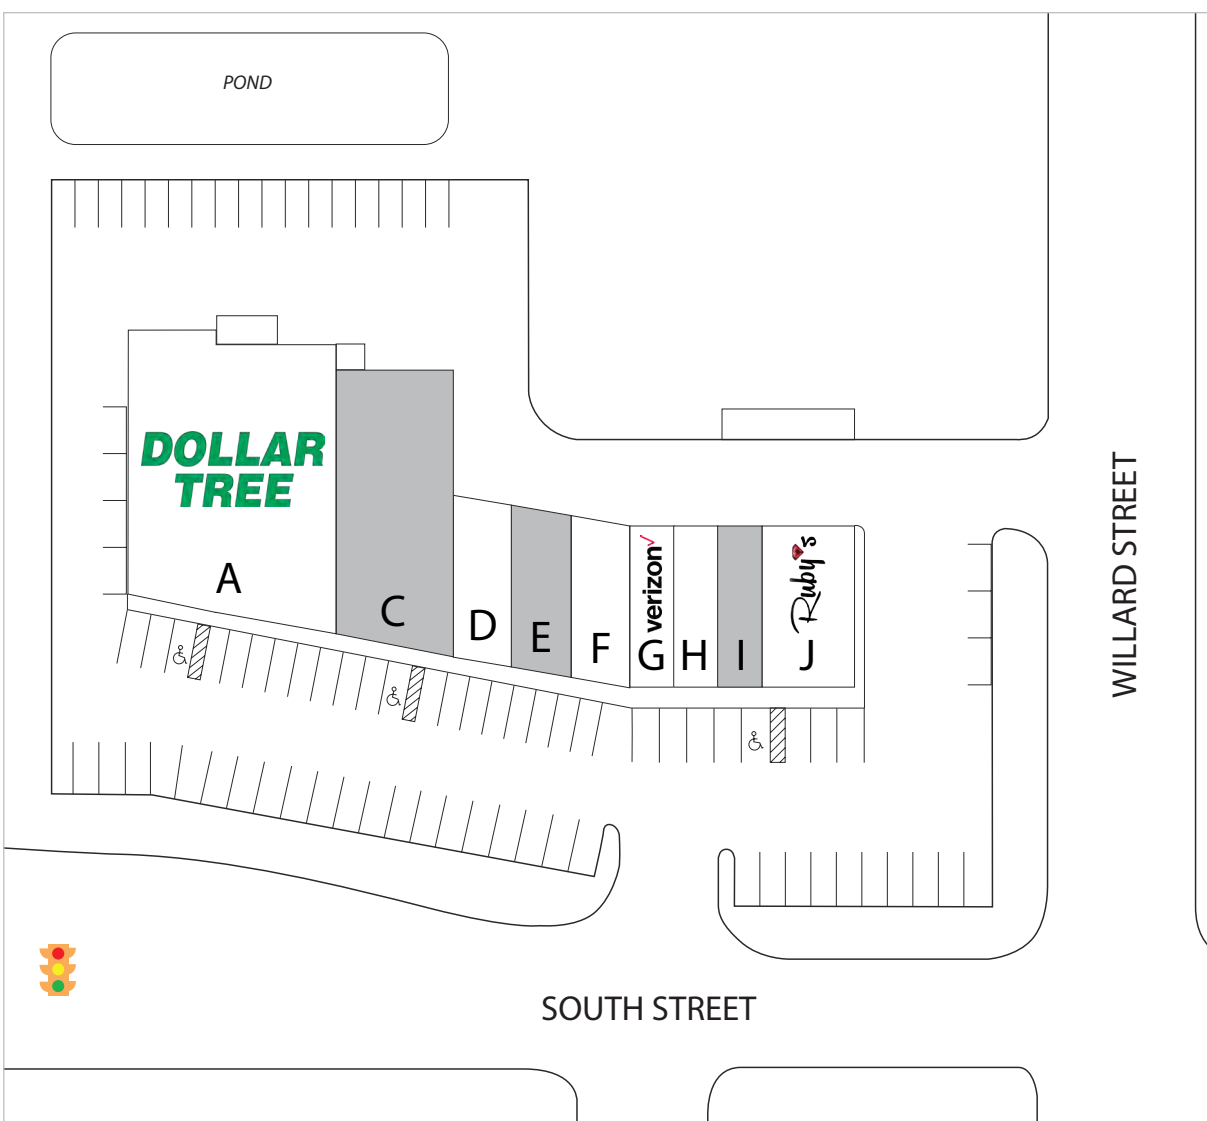 POND
DOLLAR
TREE
A
C
D
E
F
verizon✓
G
H
I
Ruby's
J
WILLARD STREET
SOUTH STREET